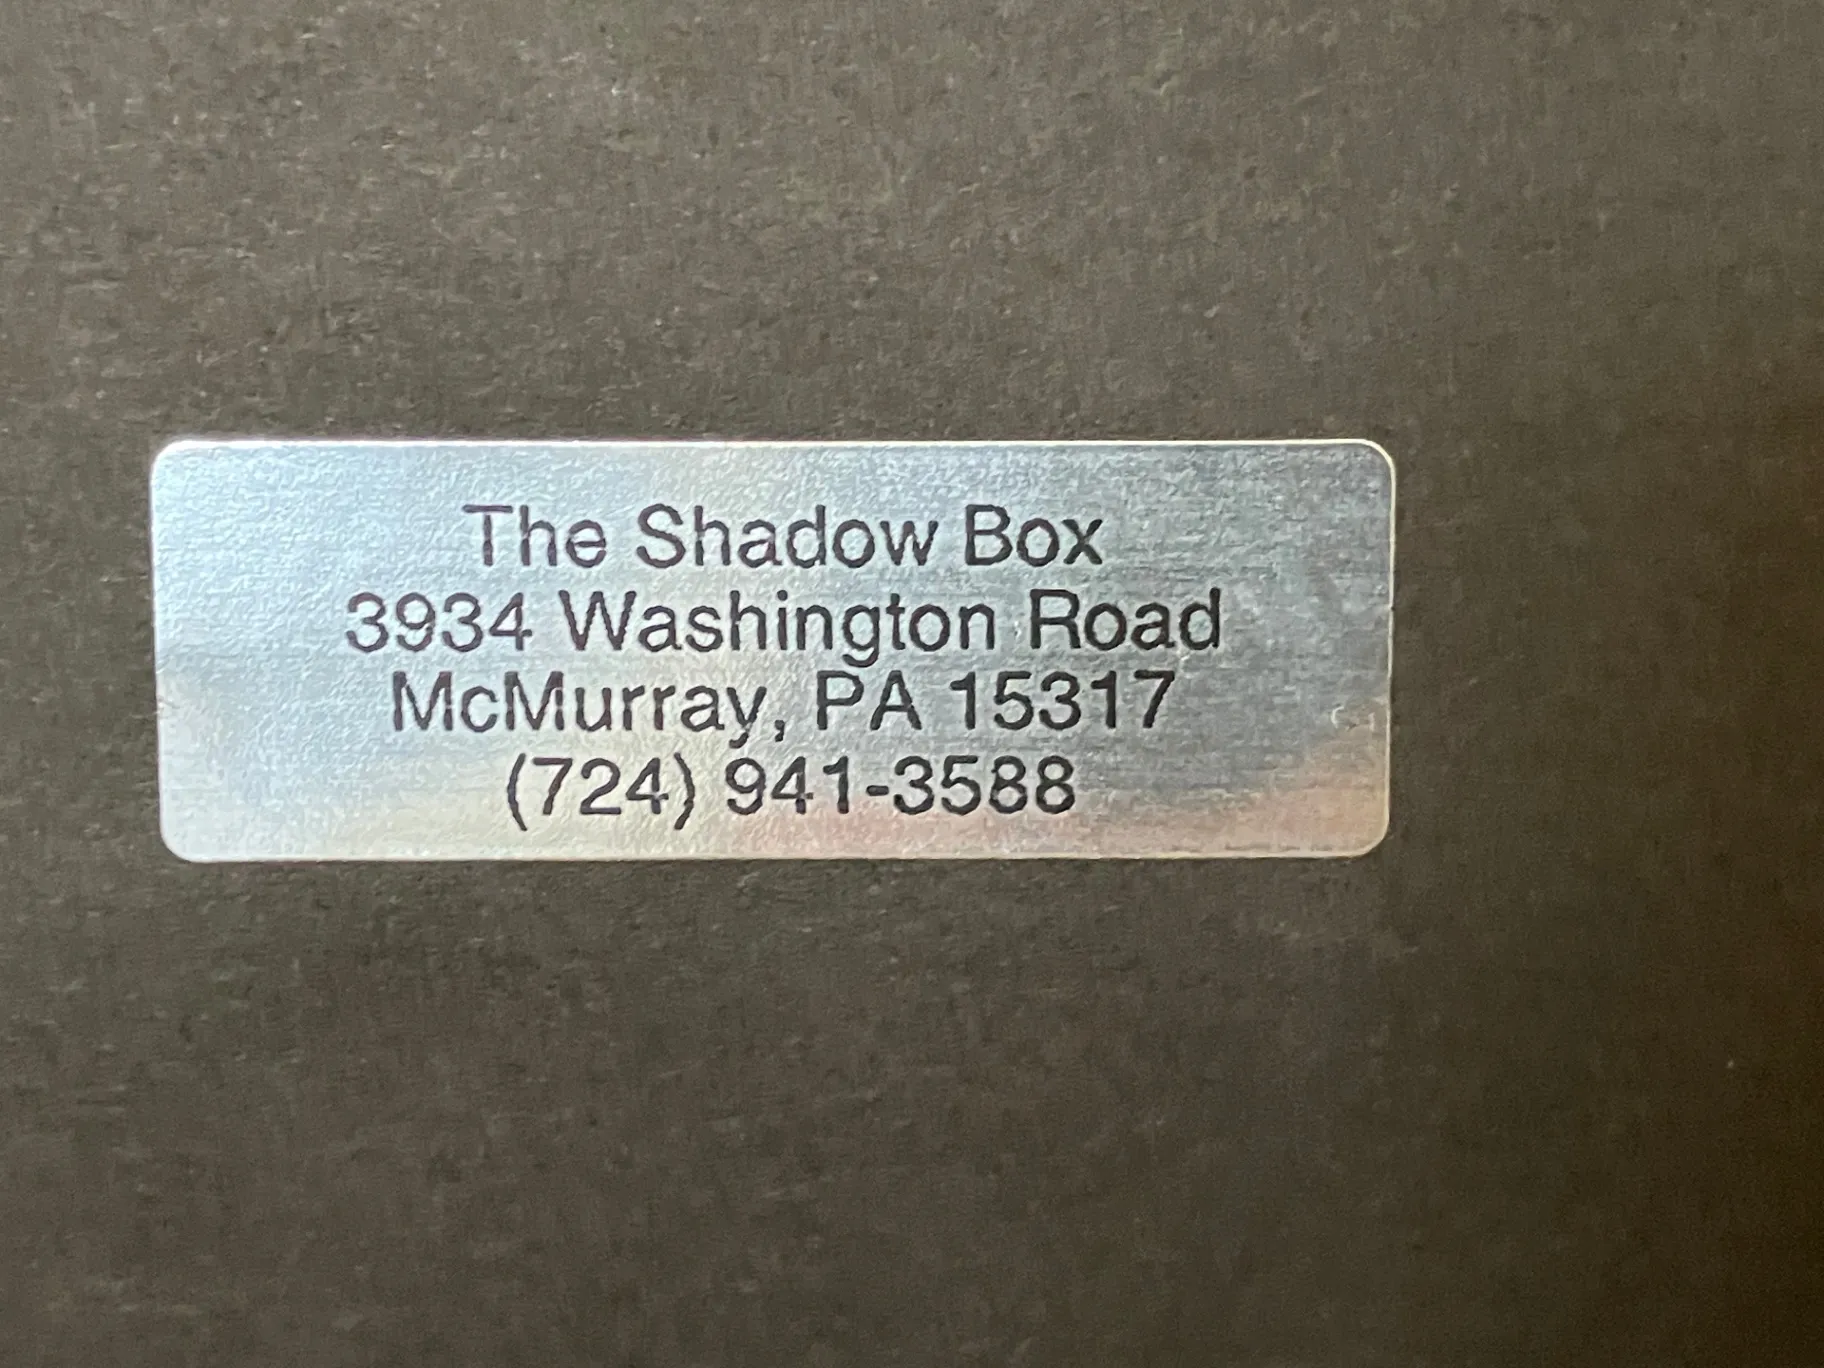 The Shadow Box
3934 Washington Road
McMurray, PA 15317
(724) 941-3588